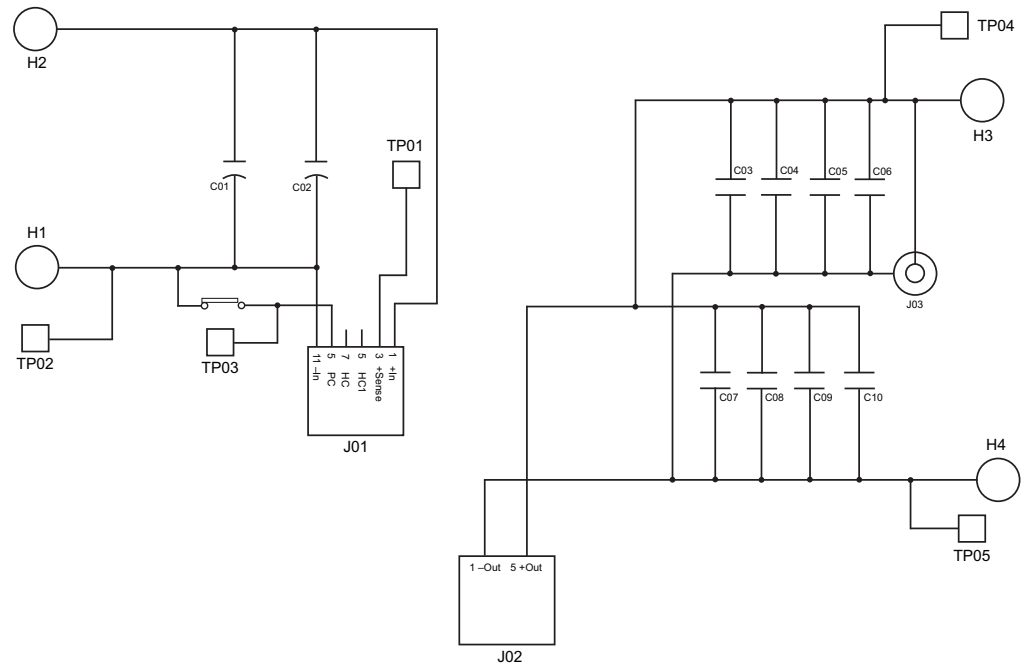 H2
TP04
H3
TP01
C01
C02
C03
C04
C05
C06
H1
J03
TP02
TP03
11 –In
5 PC
7 HC
5 HC1
3 +Sense
1 +In
J01
C07
C08
C09
C10
H4
TP05
1 –Out
5 +Out
J02